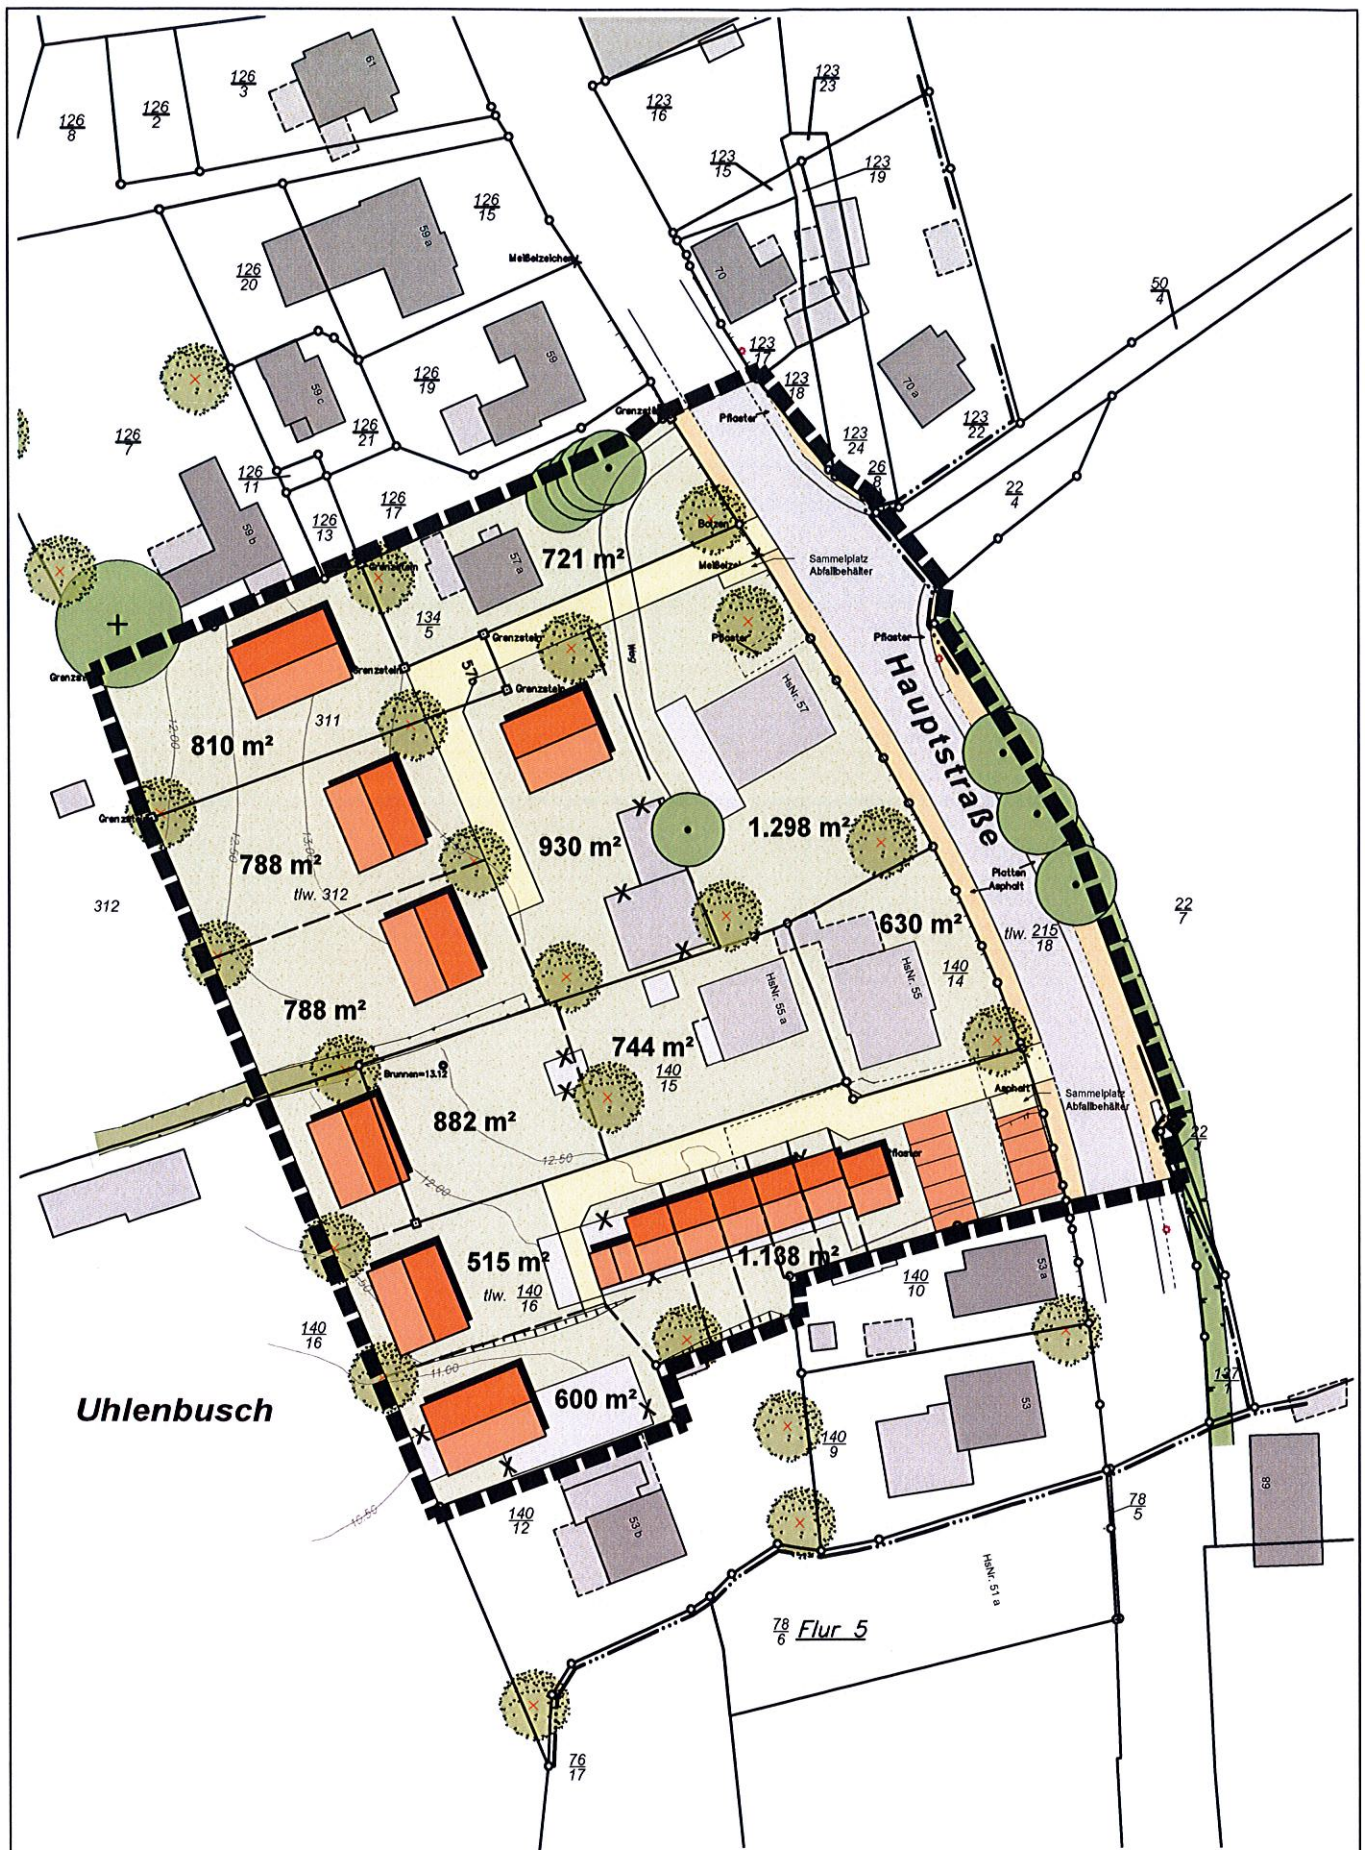 61
126
3
126
2
126
8
123
23
123
16
123
15
123
19
126
15
59 a
126
20
Meißelzeichen
70
50
4
59
126
19
59 c
126
21
123
17
123
18
70 a
123
22
Pflaster
123
24
26
8
22
4
126
7
126
11
126
17
126
13
59 b
57 a
721 m²
Bolzen
Sammelplatz
Abfallbehälter
Grenzstein
134
5
Grenzstein
Pflaster
Pflaster
Grenzstein
57b
Grenzstein
Weg
HsNr. 57
Hauptstraße
311
810 m²
12.00
12.50
788 m²
tlw. 312
930 m²
1.298 m²
Platten
Asphalt
312
22
7
630 m²
tlw. 215
18
140
14
HsNr. 55
HsNr. 55 a
788 m²
744 m²
140
15
Brunnen=13.12
882 m²
Asphalt
Sammelplatz
Abfallbehälter
12.50
12.00
Pflaster
515 m²
tlw. 140
16
1.138 m²
140
10
53 a
140
16
11.00
600 m²
Uhlenbusch
127
1
53
140
9
68
10.50
140
12
53 b
78
5
HsNr. 51 a
78
6
Flur 5
76
17